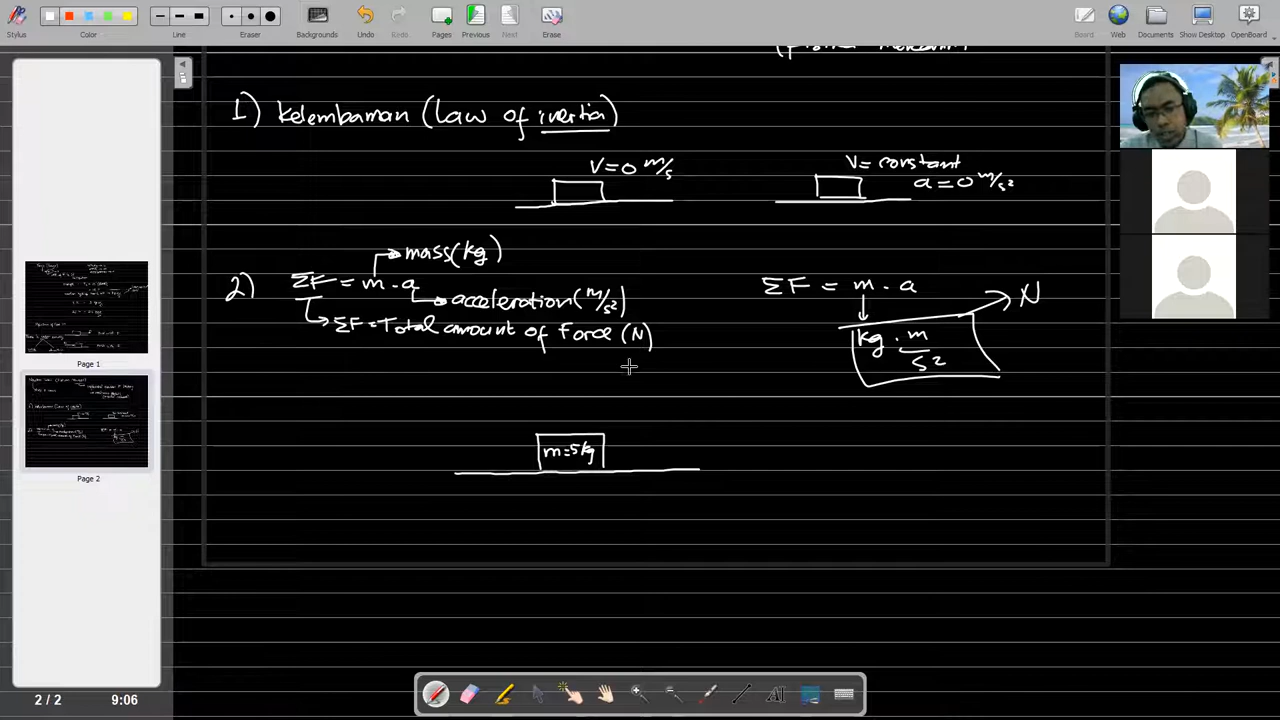 Stylus
Color
Line
Eraser
Backgrounds
Undo
Redo
Pages
Previous
Next
Erase
Board
Web
Documents
Show Desktop
OpenBoard
1) Kelembaman (Law of inertia)
V=0 m/s
V= constant
a=0 m/s²
mass(kg)
2) ΣF = m . a
acceleration(m/s²)
ΣF=Total amount of Force (N)
ΣF = m . a
N
kg . m/s²
m=5kg
Page 1
Page 2
2 / 2
9:06